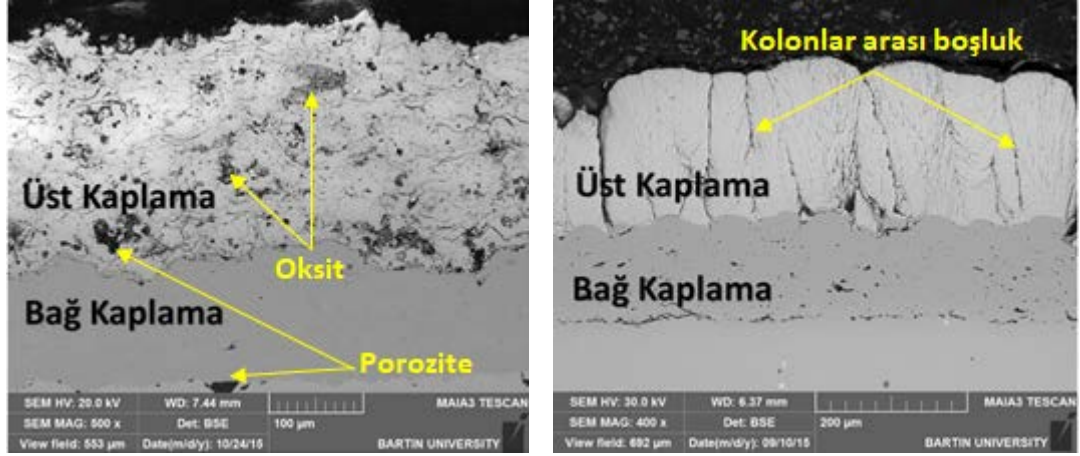 Üst Kaplama
Oksit
Bağ Kaplama
Porozite
SEM HV: 20.0 kV WD: 7.44 mm MAIA3 TESCAN
SEM MAG: 500 x Det: BSE 100 µm
View field: 553 µm Date(m/d/y): 10/24/15 BARTIN UNIVERSITY
Kolonlar arası boşluk
Üst Kaplama
Bağ Kaplama
SEM HV: 30.0 kV WD: 6.37 mm MAIA3 TESCAN
SEM MAG: 400 x Det: BSE 200 µm
View field: 692 µm Date(m/d/y): 09/10/15 BARTIN UNIVERSITY